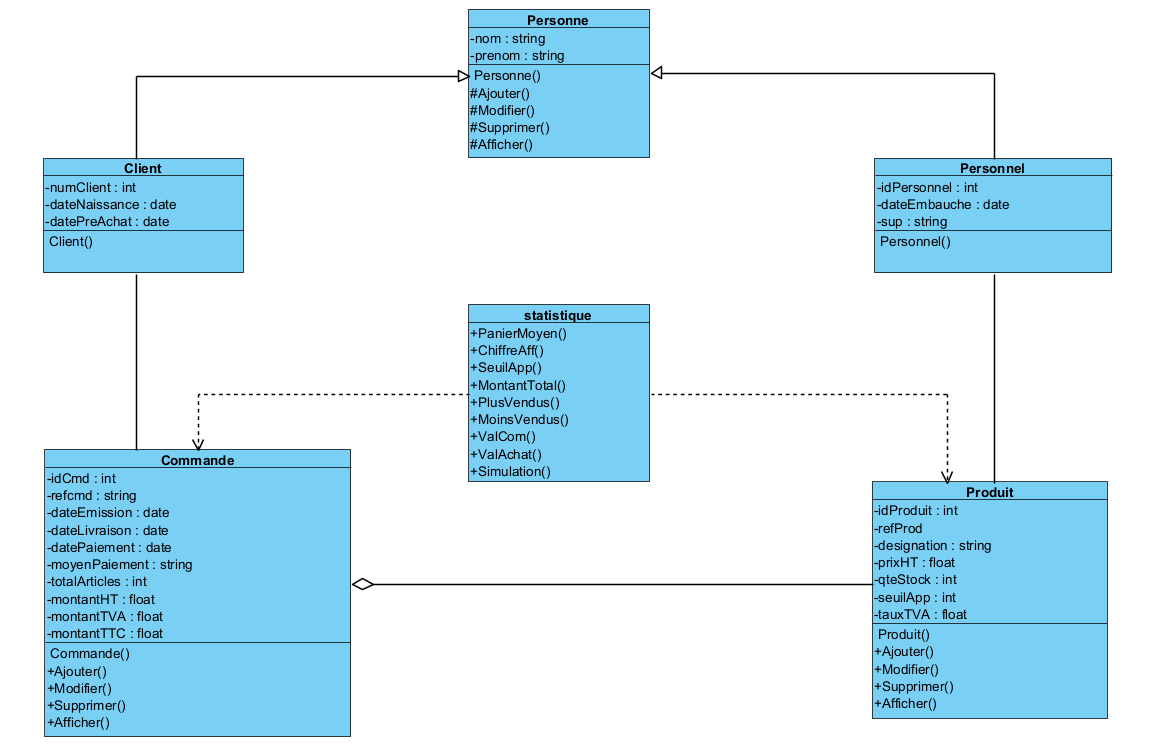 Personne
-nom : string
-prenom : string
Personne()
#Ajouter()
#Modifier()
#Supprimer()
#Afficher()
Client
-numClient : int
-dateNaissance : date
-datePreAchat : date
Client()
Personnel
-idPersonnel : int
-dateEmbauche : date
-sup : string
Personnel()
statistique
+PanierMoyen()
+ChiffreAff()
+SeuilApp()
+MontantTotal()
+PlusVendus()
+MoinsVendus()
+ValCom()
+ValAchat()
+Simulation()
Commande
-idCmd : int
-refcmd : string
-dateEmission : date
-dateLivraison : date
-datePaiement : date
-moyenPaiement : string
-totalArticles : int
-montantHT : float
-montantTVA : float
-montantTTC : float
Commande()
+Ajouter()
+Modifier()
+Supprimer()
+Afficher()
Produit
-idProduit : int
-refProd
-designation : string
-prixHT : float
-qteStock : int
-seuilApp : int
-tauxTVA : float
Produit()
+Ajouter()
+Modifier()
+Supprimer()
+Afficher()